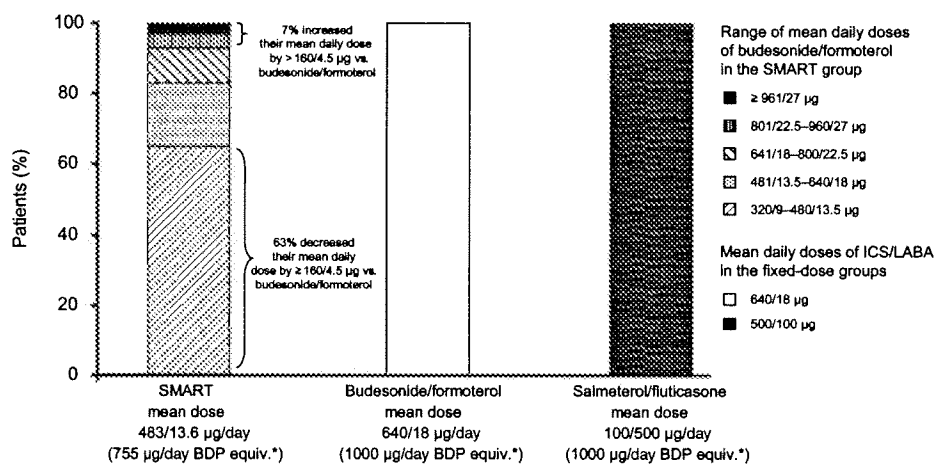 100
80
60
40
20
0
Patients (%)
7% increased
their mean daily dose
by > 160/4.5 µg vs.
budesonide/formoterol
63% decreased
their mean daily
dose by ≥ 160/4.5 µg vs.
budesonide/formoterol
SMART
mean dose
483/13.6 µg/day
(755 µg/day BDP equiv.*)
Budesonide/formoterol
mean dose
640/18 µg/day
(1000 µg/day BDP equiv.*)
Salmeterol/fluticasone
mean dose
100/500 µg/day
(1000 µg/day BDP equiv.*)
Range of mean daily doses
of budesonide/formoterol
in the SMART group
≥ 961/27 µg
801/22.5–960/27 µg
641/18–800/22.5 µg
481/13.5–640/18 µg
320/9–480/13.5 µg
Mean daily doses of ICS/LABA
in the fixed-dose groups
640/18 µg
500/100 µg